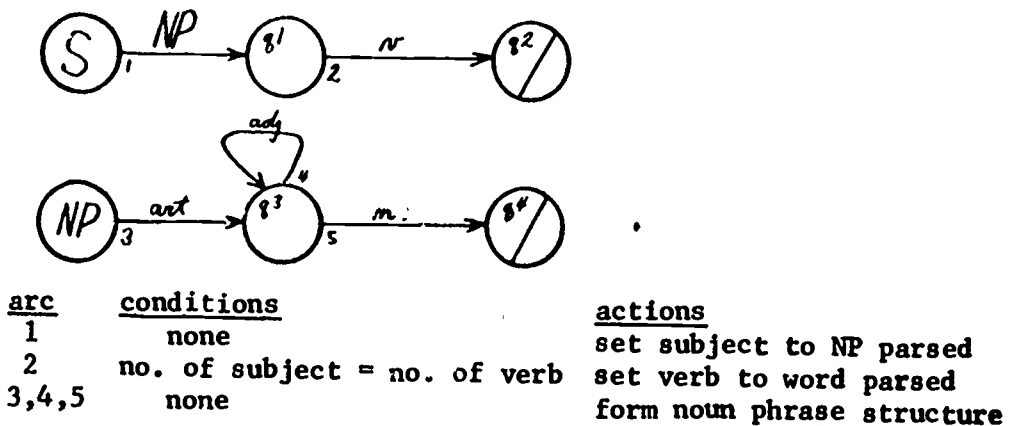 S 1 NP q1 2 v q2
adj
4
NP 3 art q3 5 n q4
arc conditions actions
1 none set subject to NP parsed
2 no. of subject = no. of verb set verb to word parsed
3,4,5 none form noun phrase structure